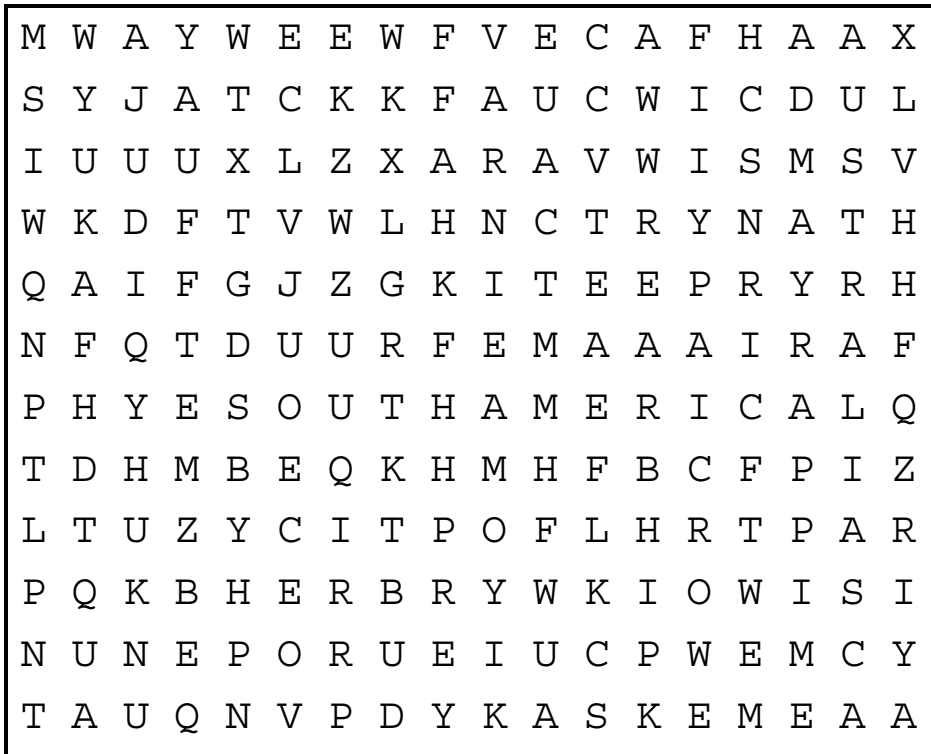 M W A Y W E E W F V E C A F H A A X
S Y J A T C K K F A U C W I C D U L
I U U U X L Z X A R A V W I S M S V
W K D F T V W L H N C T R Y N A T H
Q A I F G J Z G K I T E E P R Y R H
N F Q T D U U R F E M A A A I R A F
P H Y E S O U T H A M E R I C A L Q
T D H M B E Q K H M H F B C F P I Z
L T U Z Y C I T P O F L H R T P A R
P Q K B H E R B R Y W K I O W I S I
N U N E P O R U E I U C P W E M C Y
T A U Q N V P D Y K A S K E M E A A